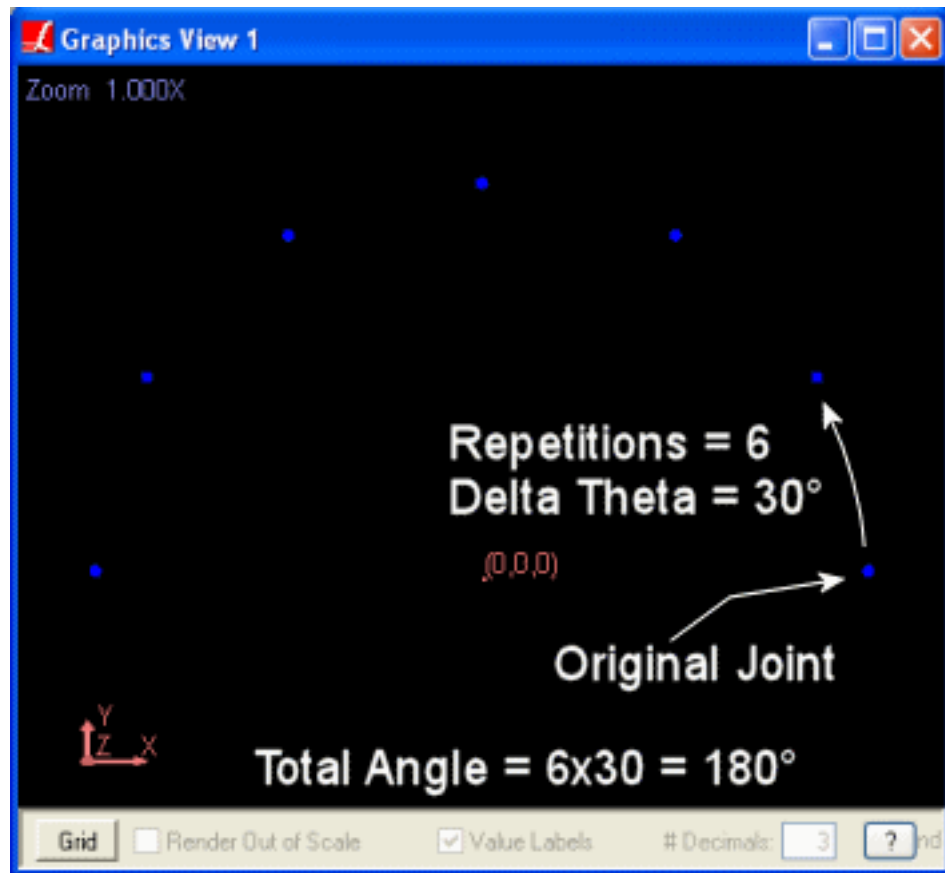 Graphics View 1
Zoom 1.000X
Repetitions = 6
Delta Theta = 30°
(0,0,0)
Original Joint
Y
Z X
Total Angle = 6x30 = 180°
Grid Render Out of Scale Value Labels # Decimals: 3 ? nd